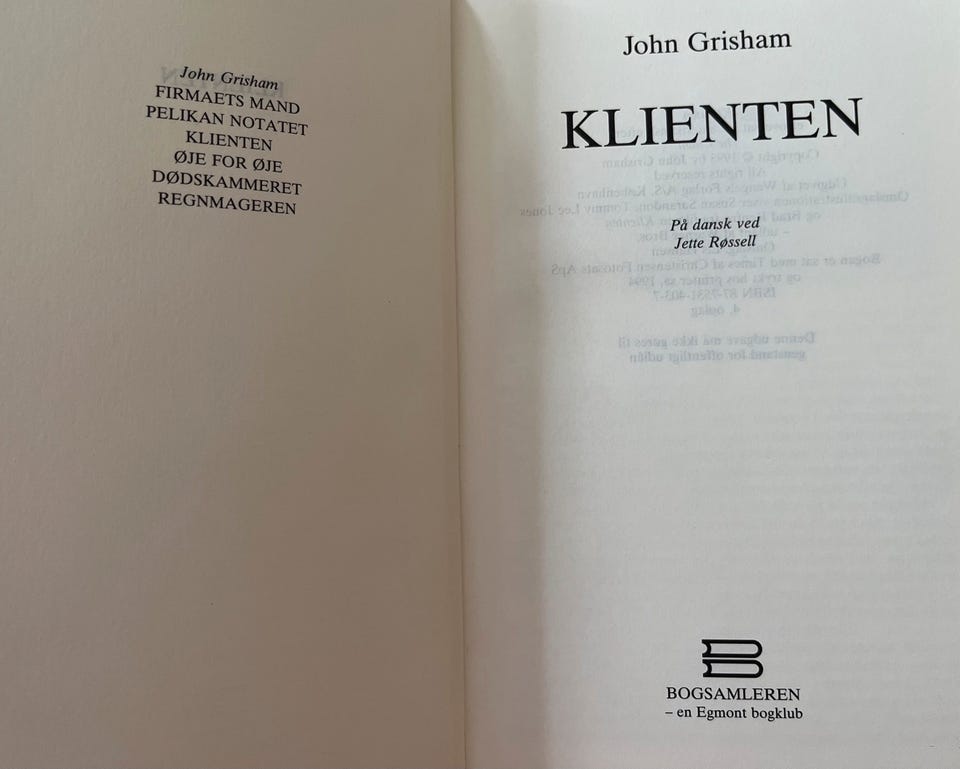 John Grisham
FIRMAETS MAND
PELIKAN NOTATET
KLIENTEN
ØJE FOR ØJE
DØDSKAMMERET
REGNMAGEREN
John Grisham
KLIENTEN
På dansk ved
Jette Røssell
BOGSAMLEREN
– en Egmont bogklub